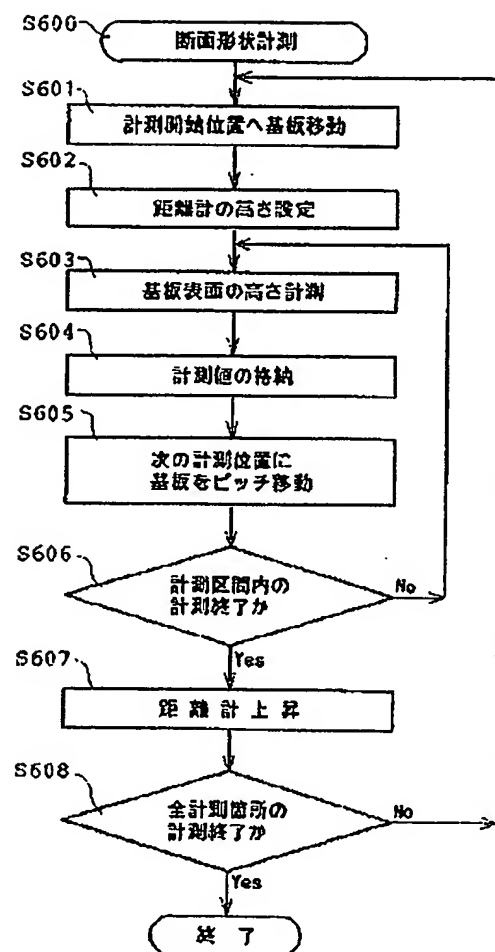 S600
断面形状計測
S601
計測開始位置へ基板移動
S602
距離計の高さ設定
S603
基板表面の高さ計測
S604
計測値の格納
S605
次の計測位置に
基板をピッチ移動
S606
計測区間内の
計測終了か
No
Yes
S607
距離計上昇
S608
全計測箇所の
計測終了か
No
Yes
終了